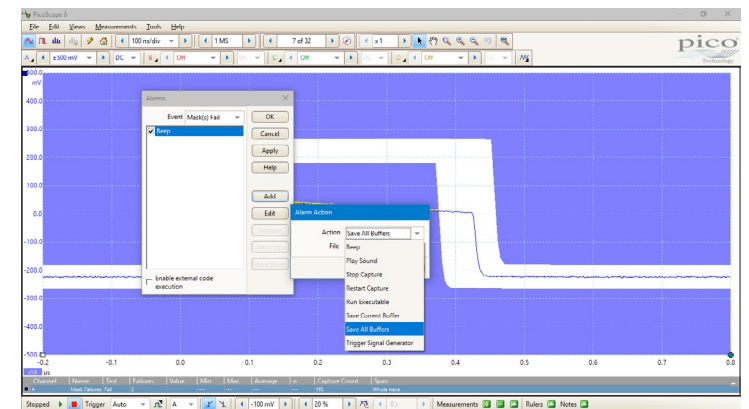 PicoScope 6
File Edit Views Measurements Tools Help
100 ns/div 1 MS 7 of 32 x 1
pico
Technology
A ±500 mV DC B Off DC C Off DC D Off DC
500.0
mV
400.0
300.0
200.0
100.0
0.0
-100.0
-200.0
-300.0
-400.0
-500.0
Alarms
Event Mask(s) Fail
Beep
OK
Cancel
Apply
Help
Add
Edit
Enable external code
execution
Alarm Action
Action Save All Buffers
File
Beep
Play Sound
Stop Capture
Restart Capture
Run Executable
Save Current Buffer
Save All Buffers
Trigger Signal Generator
-0.2 -0.1 0.0 0.1 0.2 0.3 0.4 0.5 0.6 0.7 0.8
x1.0 µs
Channel Name Test Failures Value Min Max Average σ Capture Count Span
A Mask Failures Fail Whole trace
Stopped Trigger Auto A -100 mV 20 % 0 s Measurements Rulers Notes